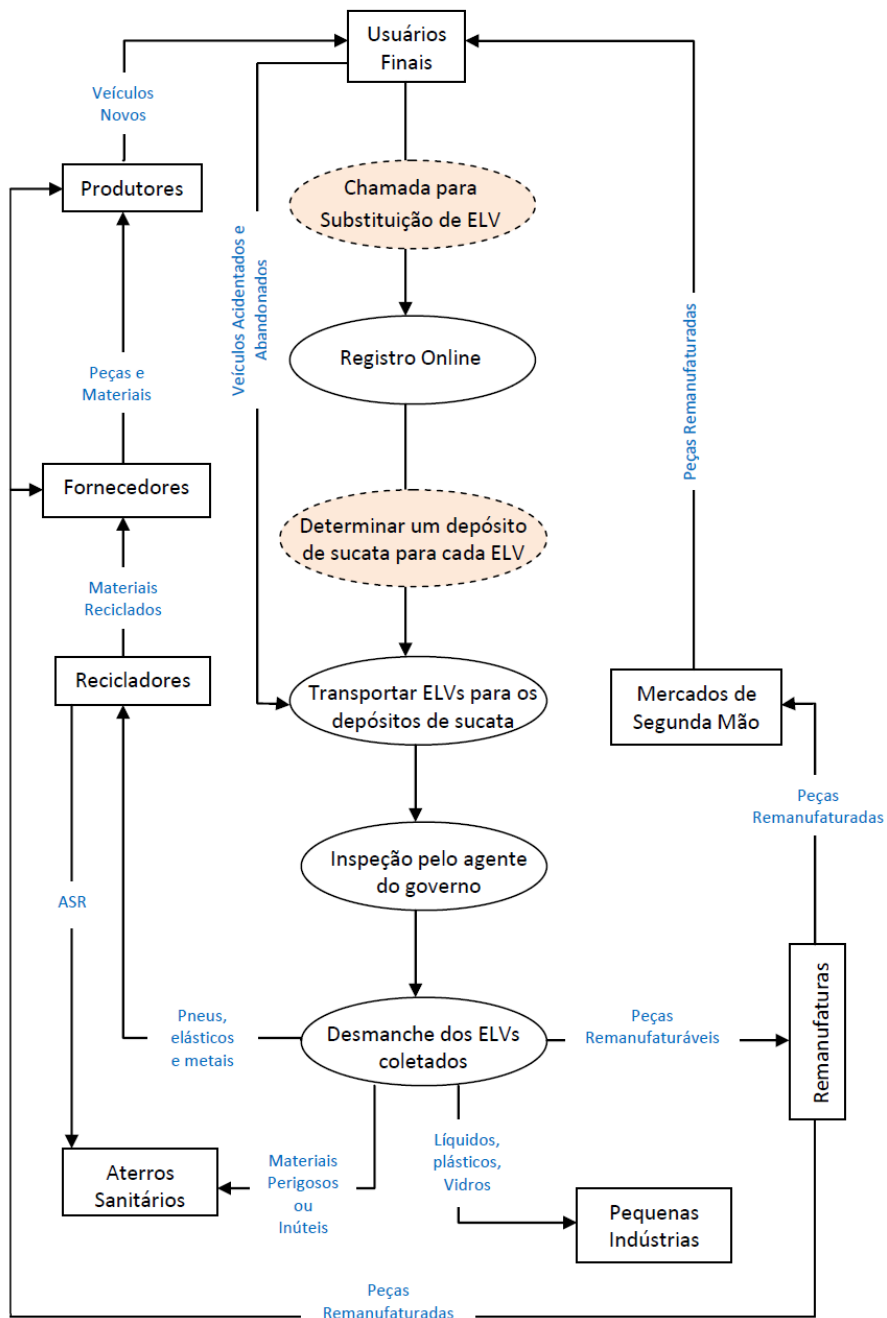 Usuários
Finais
Veículos
Novos
Produtores
Chamada para
Substituição de ELV
Veículos Acidentados e
Abandonados
Registro Online
Peças Remanufaturadas
Peças e
Materiais
Fornecedores
Determinar um depósito
de sucata para cada ELV
Materiais
Reciclados
Recicladores
Transportar ELVs para os
depósitos de sucata
Mercados de
Segunda Mão
Peças
Remanufaturadas
Inspeção pelo agente
do governo
ASR
Pneus,
elásticos
e metais
Desmanche dos ELVs
coletados
Peças
Remanufaturáveis
Remanufaturas
Líquidos,
plásticos,
Vidros
Materiais
Perigosos
ou
Inúteis
Aterros
Sanitários
Pequenas
Indústrias
Peças
Remanufaturadas